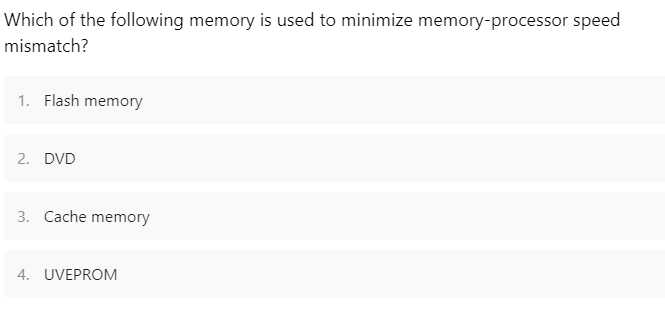 Which of the following memory is used to minimize memory-processor speed
mismatch?
1. Flash memory
2. DVD
3. Cache memory
4. UVEPROM